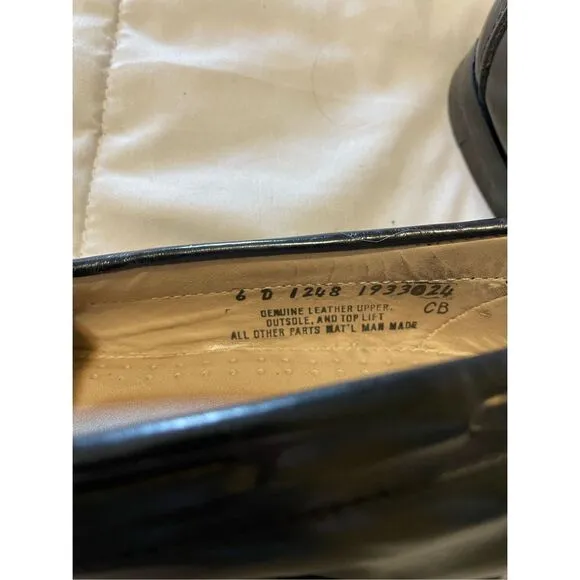 6 D 1248 1933024
GENUINE LEATHER UPPER, CB
OUTSOLE, AND TOP LIFT
ALL OTHER PARTS MAT'L MAN MADE